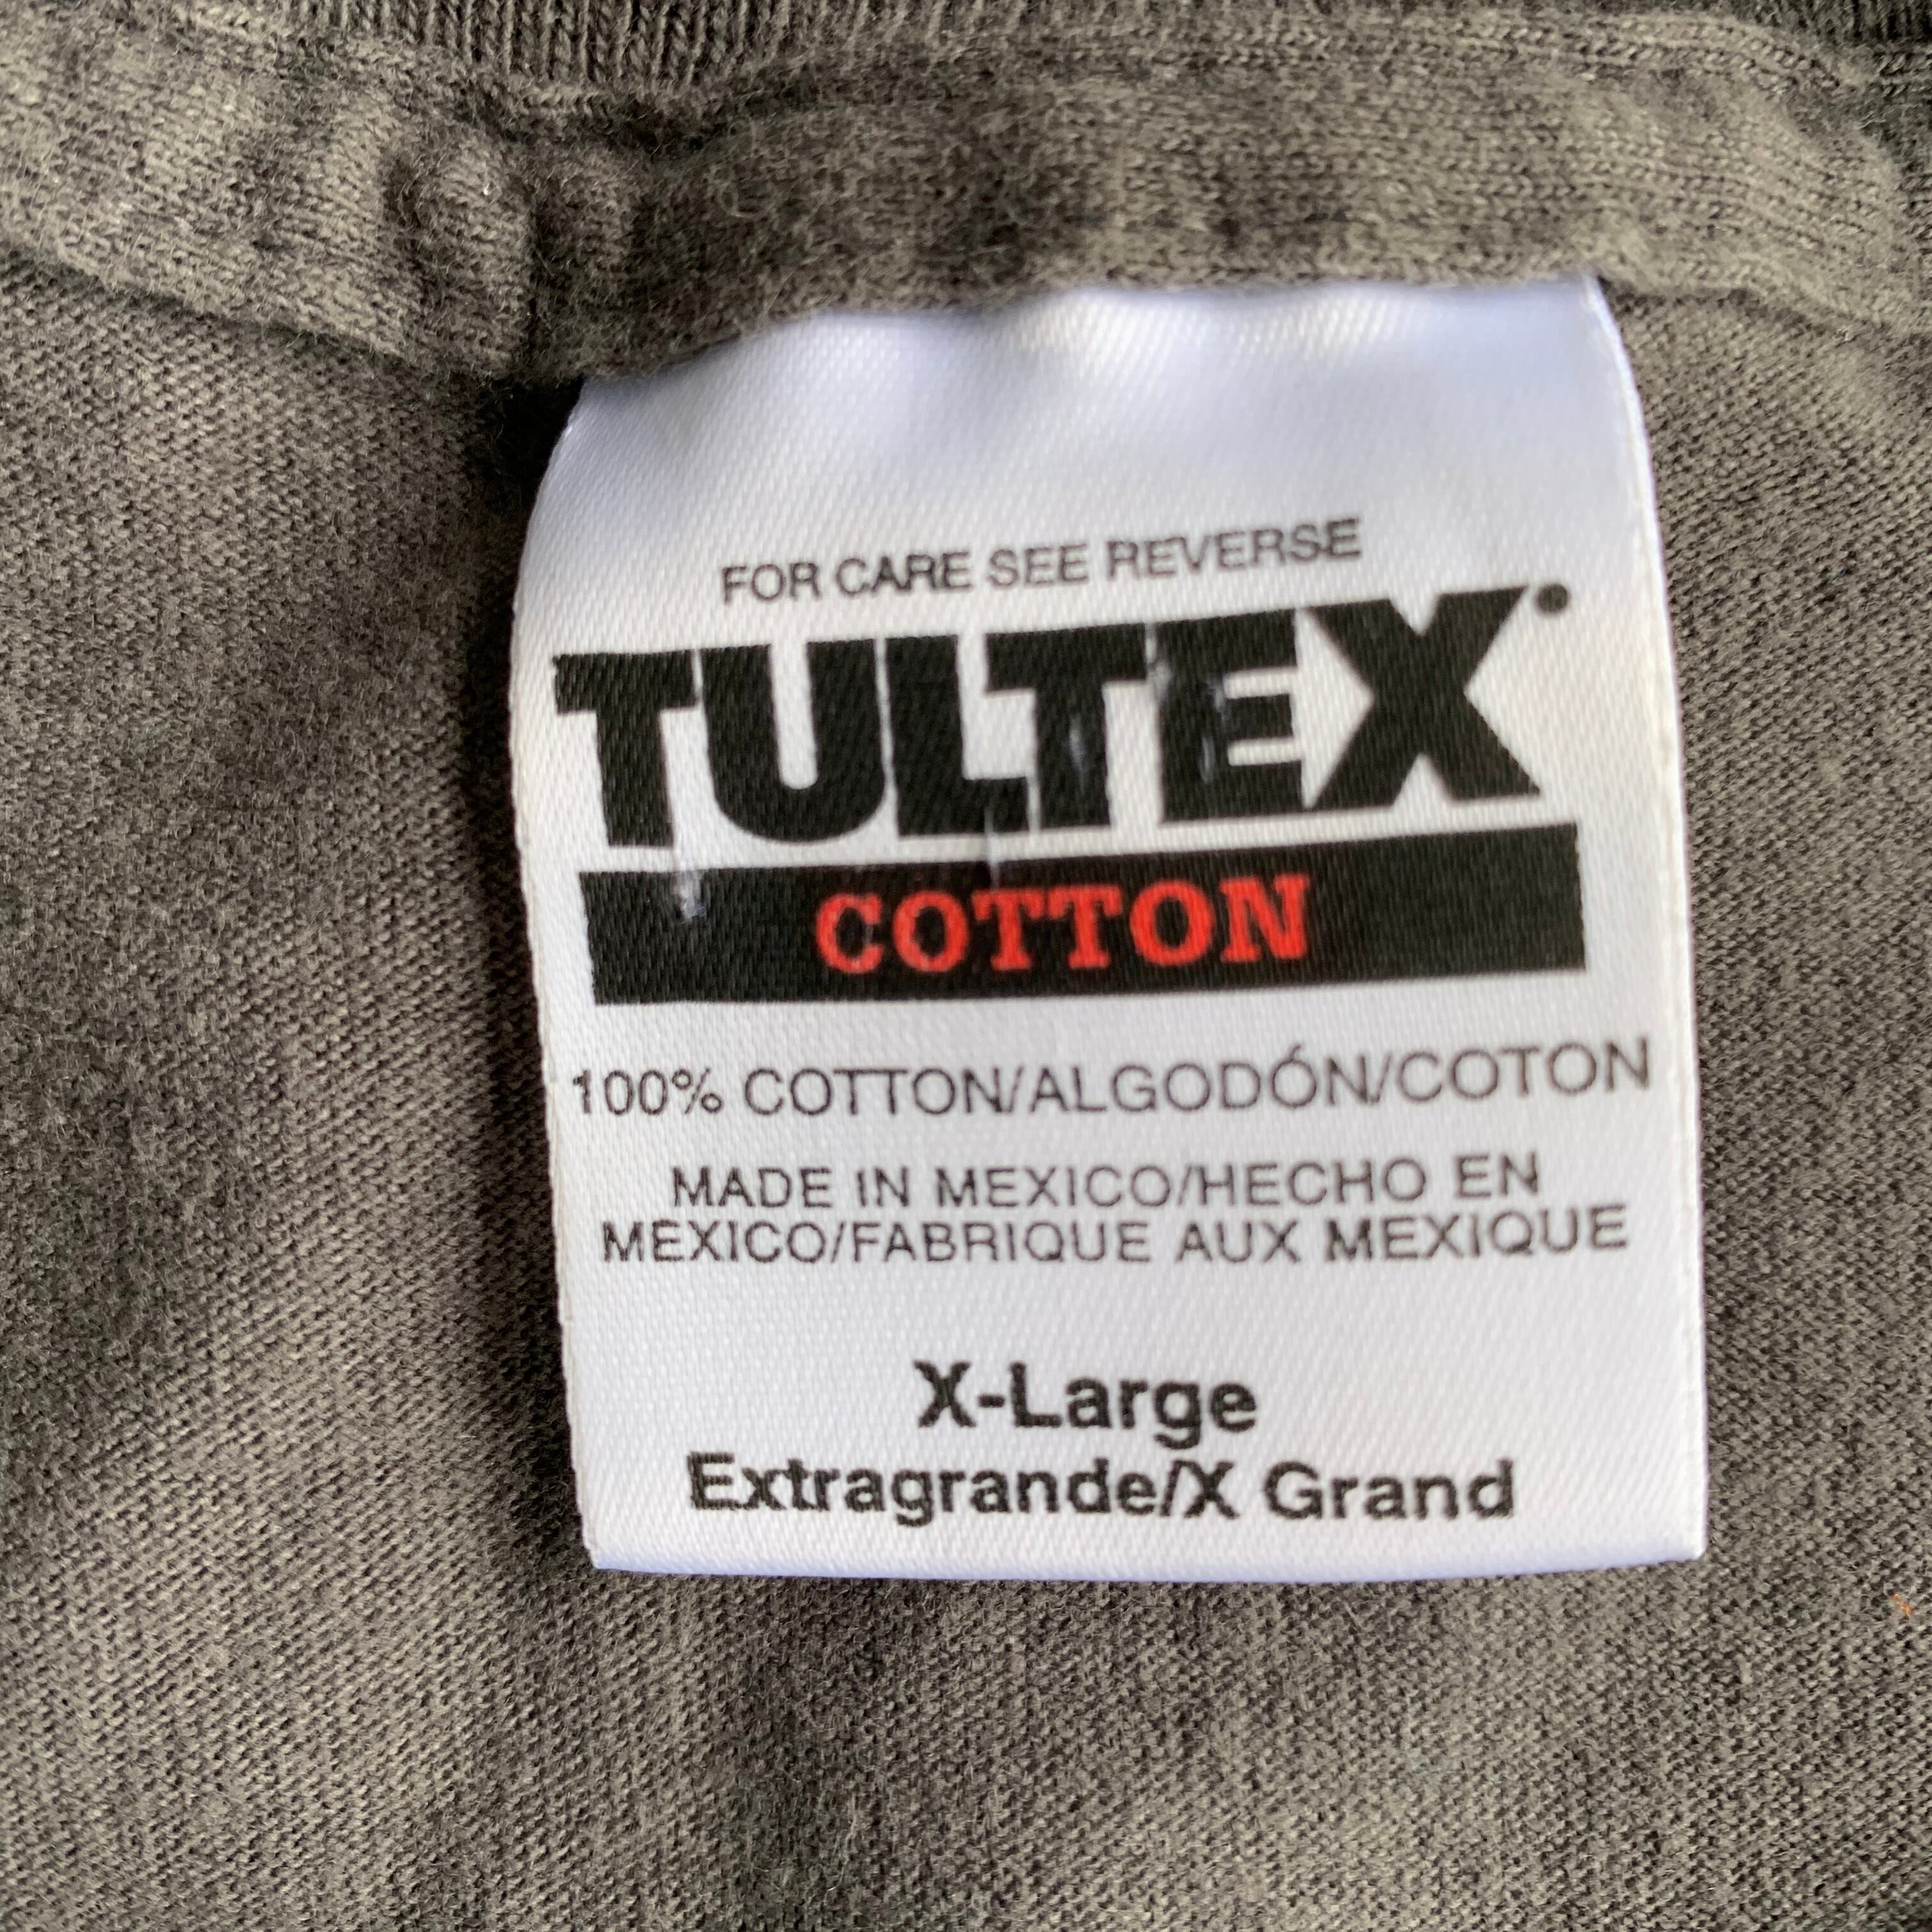 FOR CARE SEE REVERSE
TULTEX
COTTON
100% COTTON/ALGODÓN/COTON
MADE IN MEXICO/HECHO EN
MEXICO/FABRIQUE AUX MEXIQUE
X-Large
Extragrande/X Grand